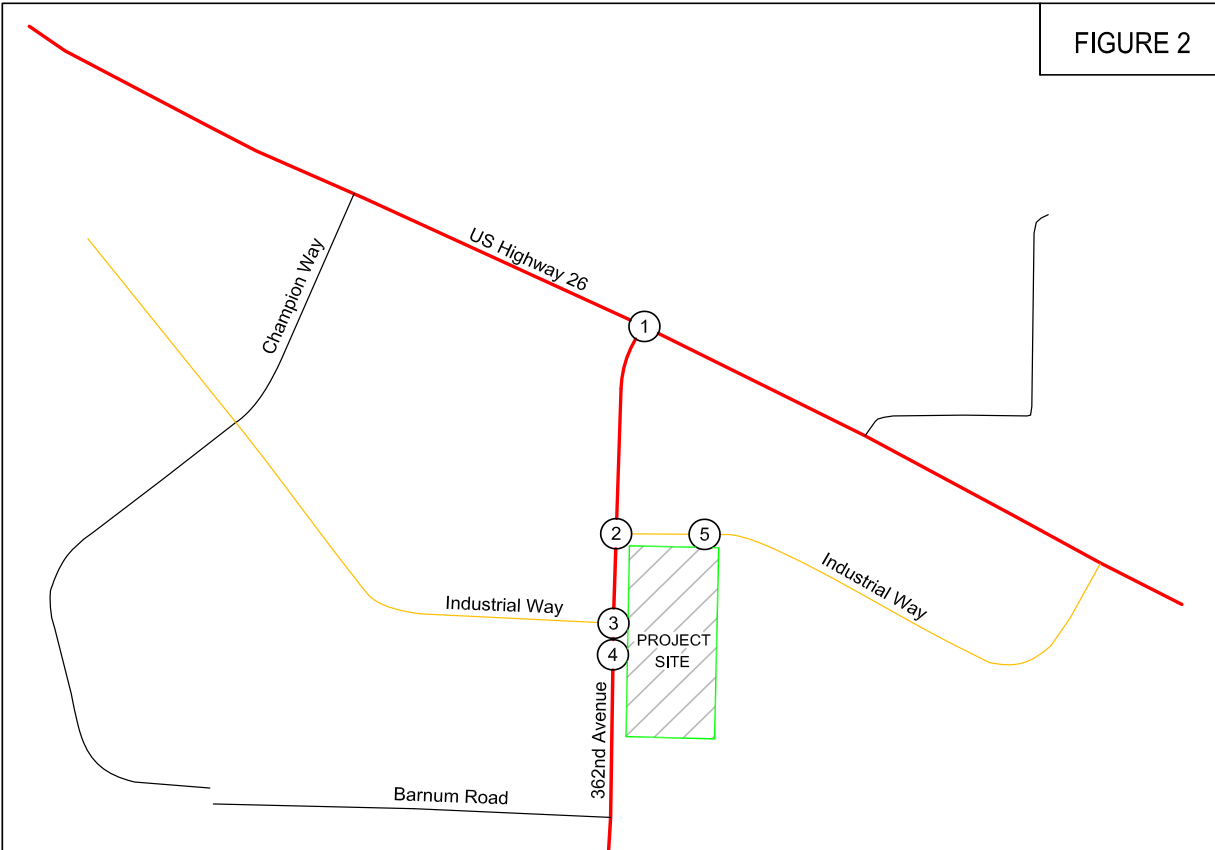 FIGURE 2
US Highway 26
Champion Way
1
2
5
Industrial Way
Industrial Way
3
PROJECT
SITE
4
362nd Avenue
Barnum Road